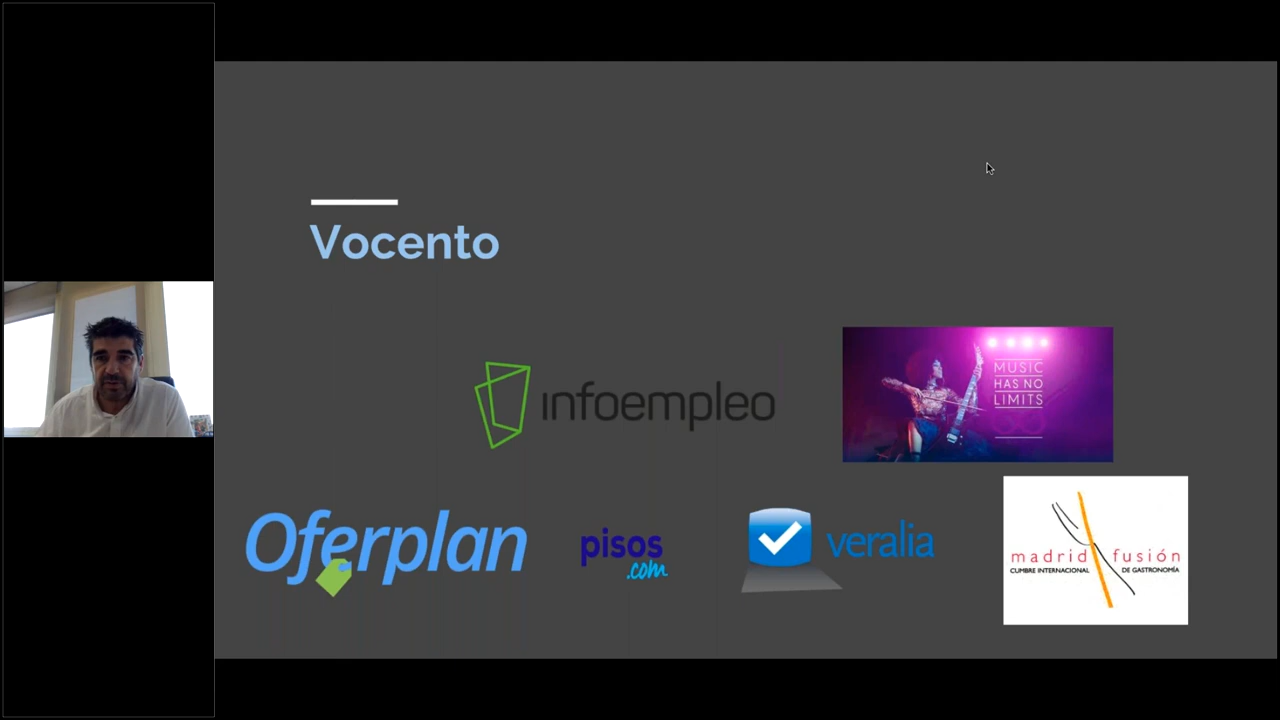 Vocento
infoempleo
MUSIC
HAS NO
LIMITS
Oferplan
pisos
.com
veralia
madrid fusión
CUMBRE INTERNACIONAL DE GASTRONOMÍA